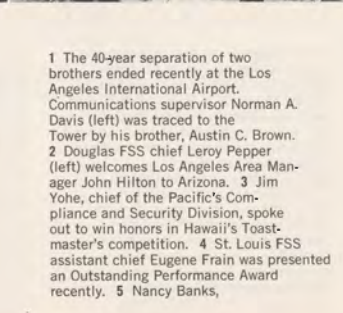 1 The 40-year separation of two
brothers ended recently at the Los
Angeles International Airport.
Communications supervisor Norman A.
Davis (left) was traced to the
Tower by his brother, Austin C. Brown.
2 Douglas FSS chief Leroy Pepper
(left) welcomes Los Angeles Area Man-
ager John Hilton to Arizona. 3 Jim
Yohe, chief of the Pacific's Com-
pliance and Security Division, spoke
out to win honors in Hawaii's Toast-
master's competition. 4 St. Louis FSS
assistant chief Eugene Frain was presented
an Outstanding Performance Award
recently. 5 Nancy Banks,